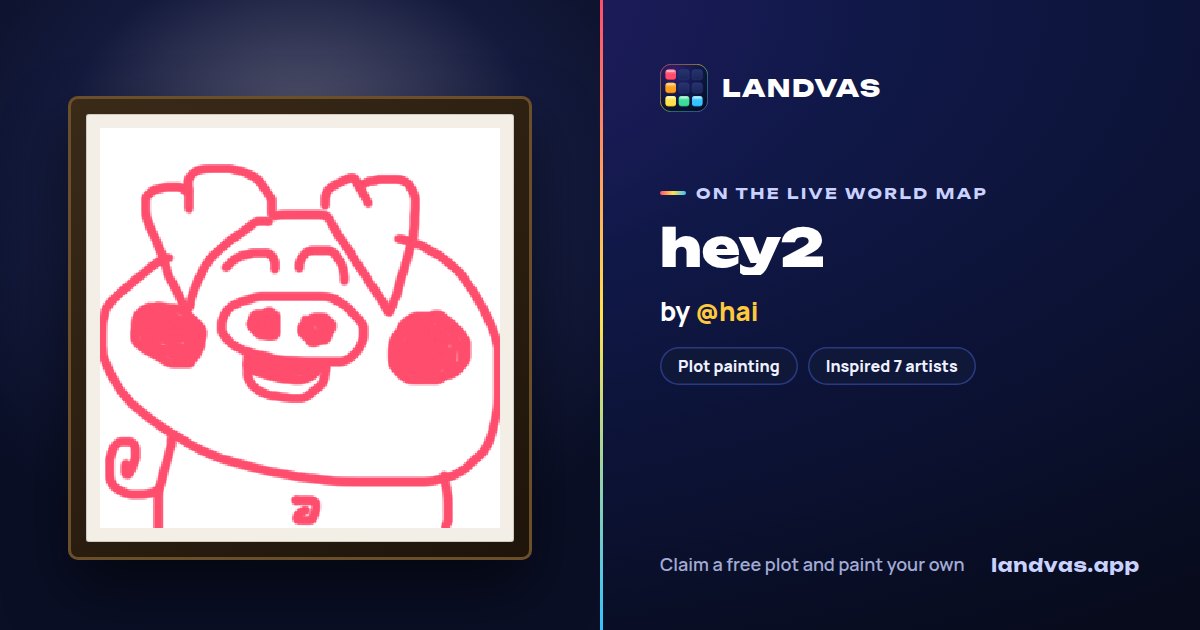 LANDVAS
ON THE LIVE WORLD MAP
hey2
by @hai
Plot painting
Inspired 7 artists
Claim a free plot and paint your own
landvas.app